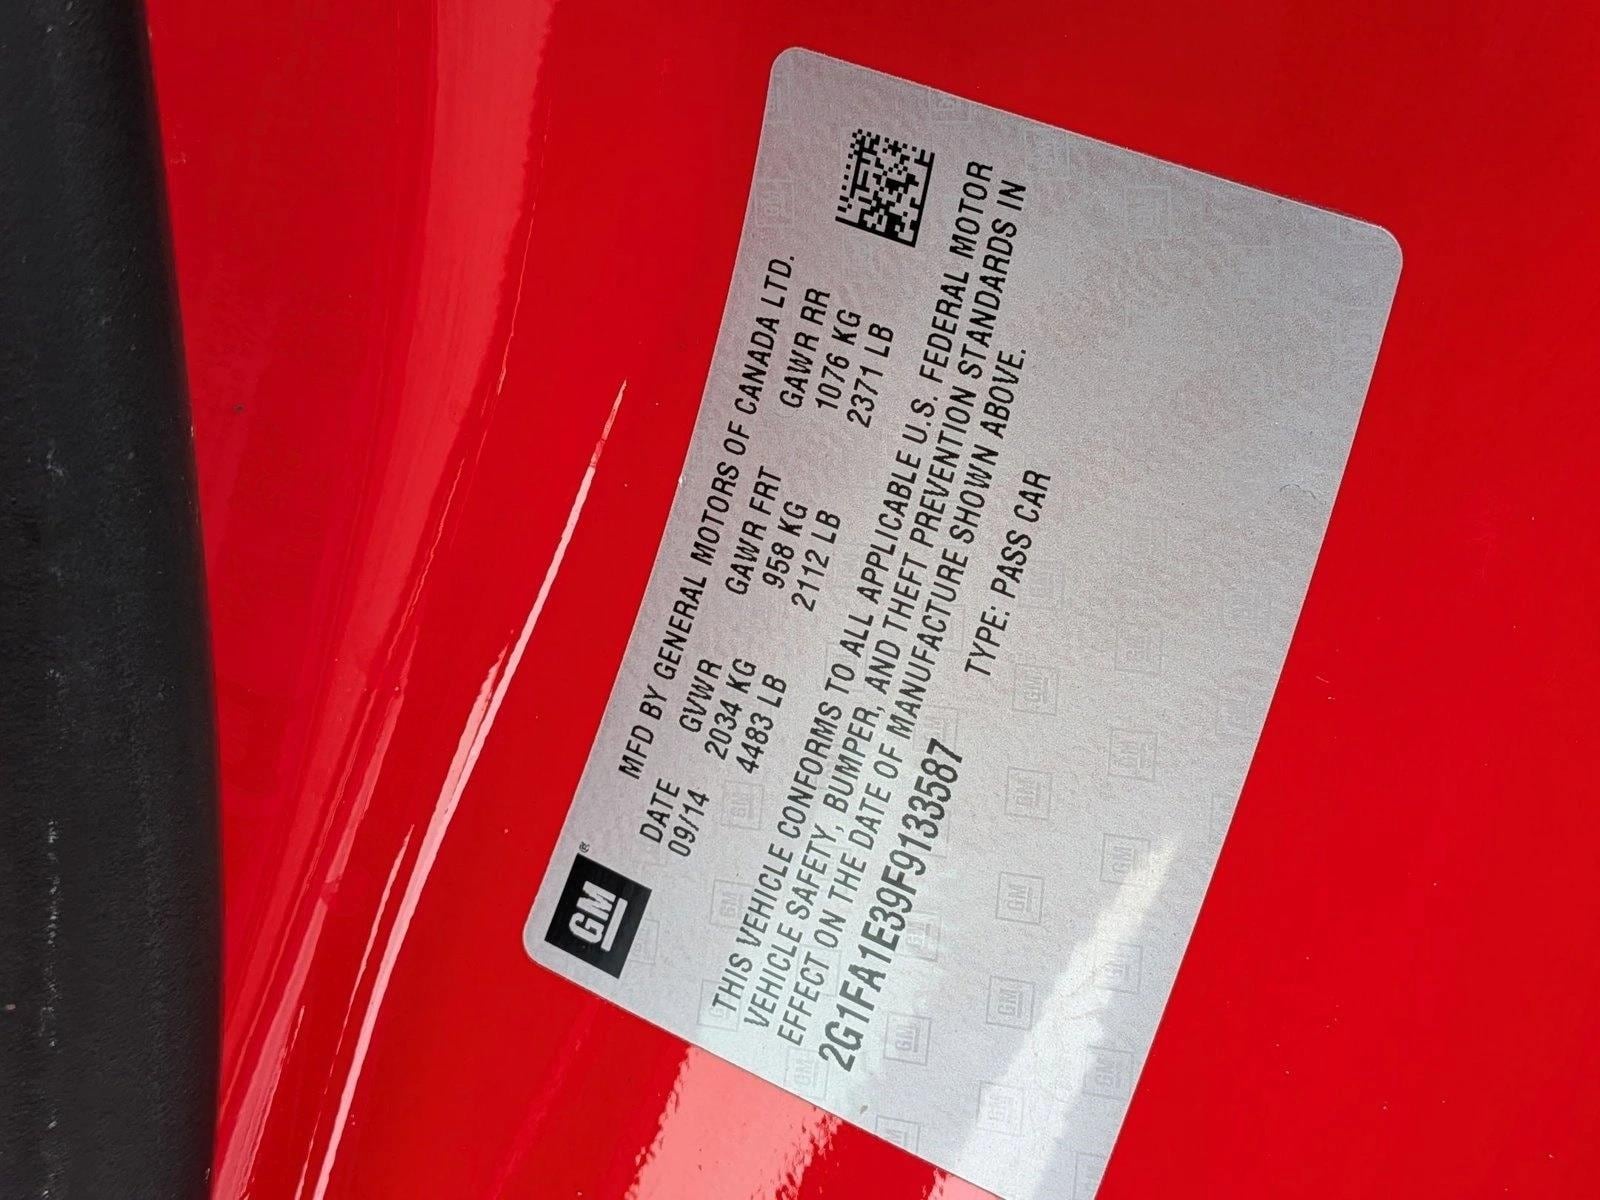 GM®
MFD BY GENERAL MOTORS OF CANADA LTD.
DATE GVWR GAWR FRT GAWR RR
09/14 2034 KG 958 KG 1076 KG
4483 LB 2112 LB 2371 LB
THIS VEHICLE CONFORMS TO ALL APPLICABLE U.S. FEDERAL MOTOR
VEHICLE SAFETY, BUMPER, AND THEFT PREVENTION STANDARDS IN
EFFECT ON THE DATE OF MANUFACTURE SHOWN ABOVE.
2G1FA1E39F9133587 TYPE: PASS CAR